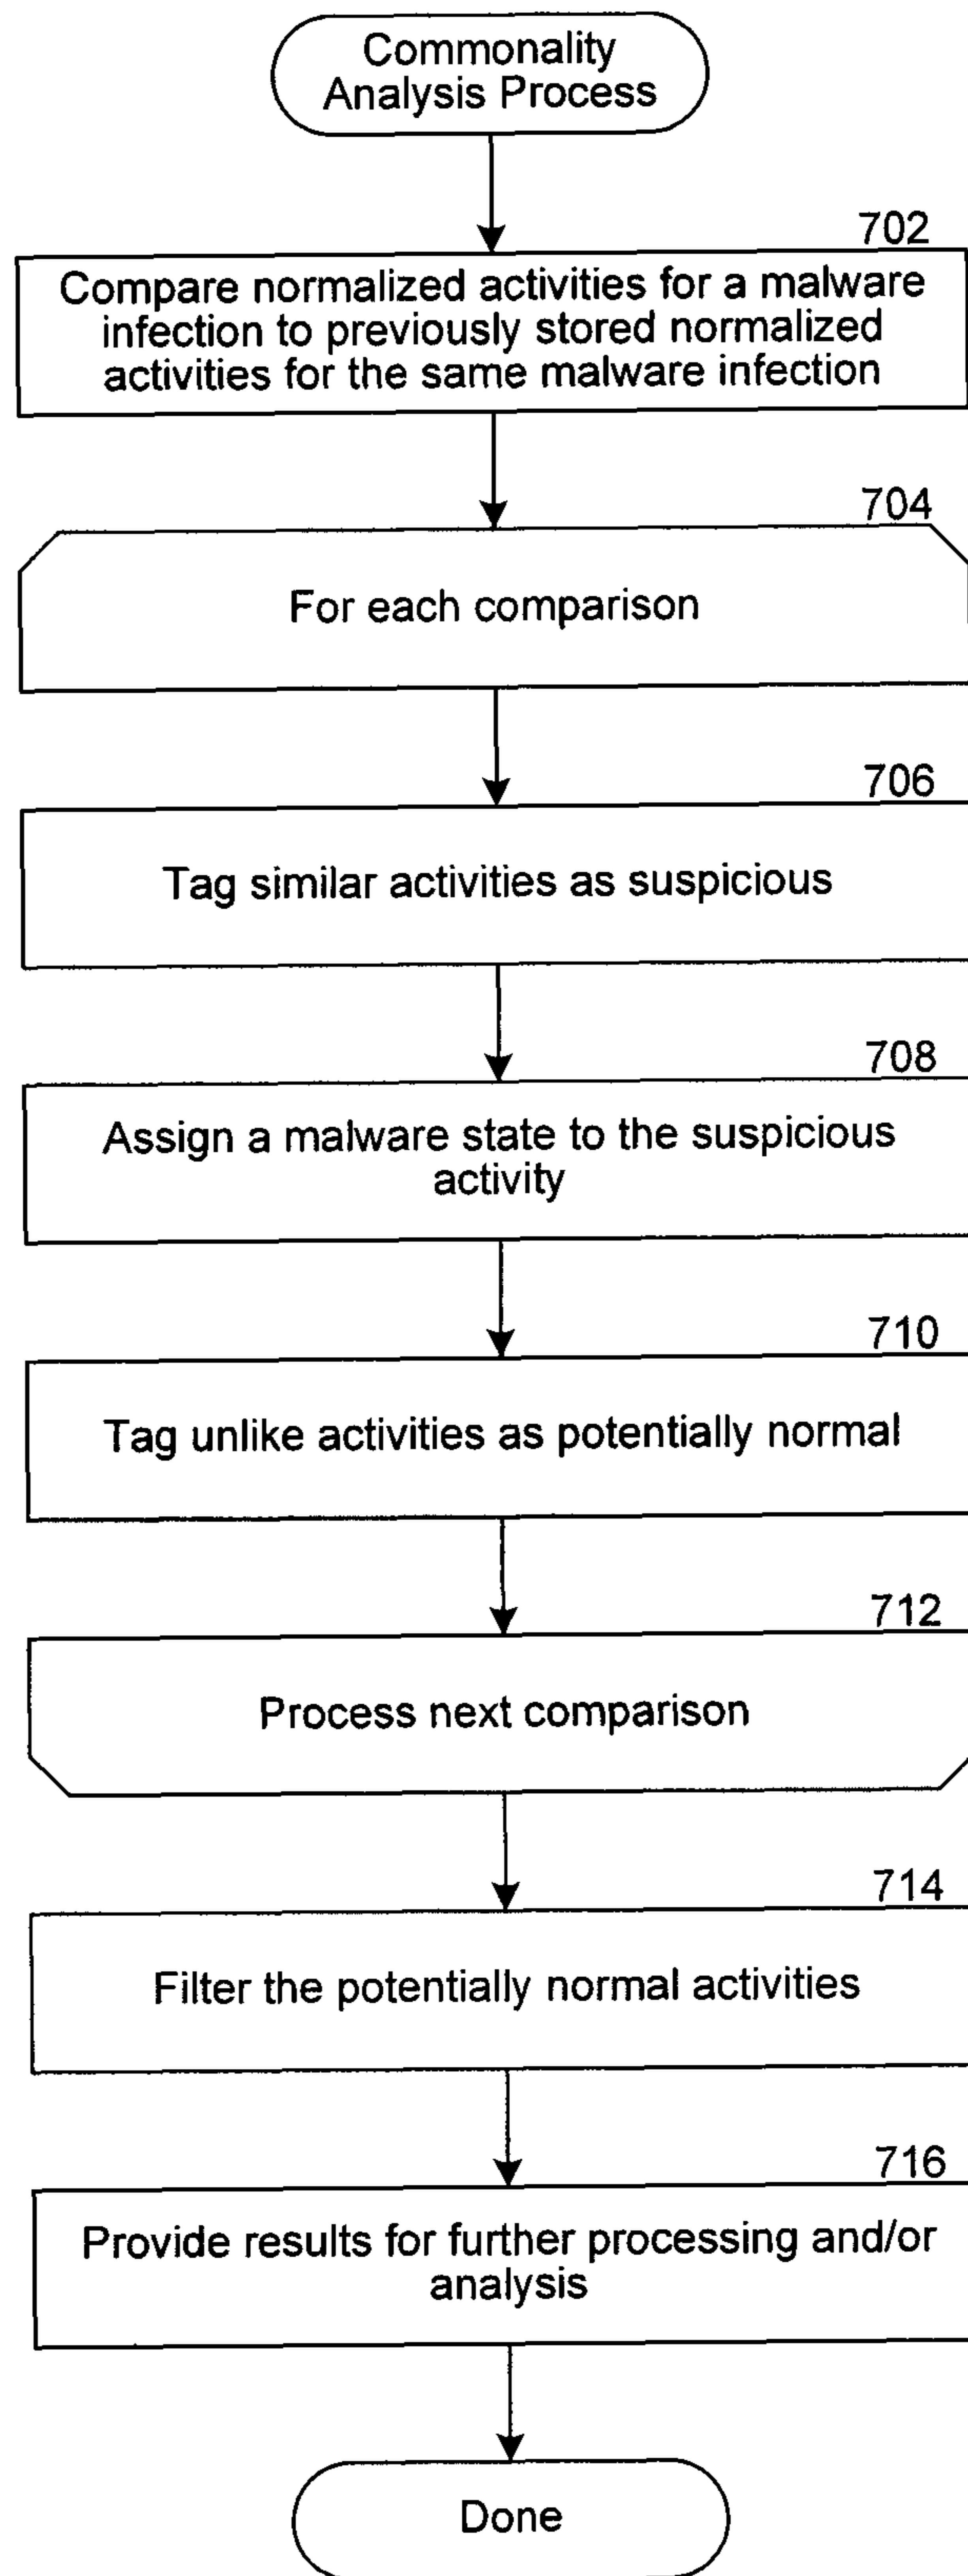 Commonality
Analysis Process
702
Compare normalized activities for a malware
infection to previously stored normalized
activities for the same malware infection
704
For each comparison
706
Tag similar activities as suspicious
708
Assign a malware state to the suspicious
activity
710
Tag unlike activities as potentially normal
712
Process next comparison
714
Filter the potentially normal activities
716
Provide results for further processing and/or
analysis
Done